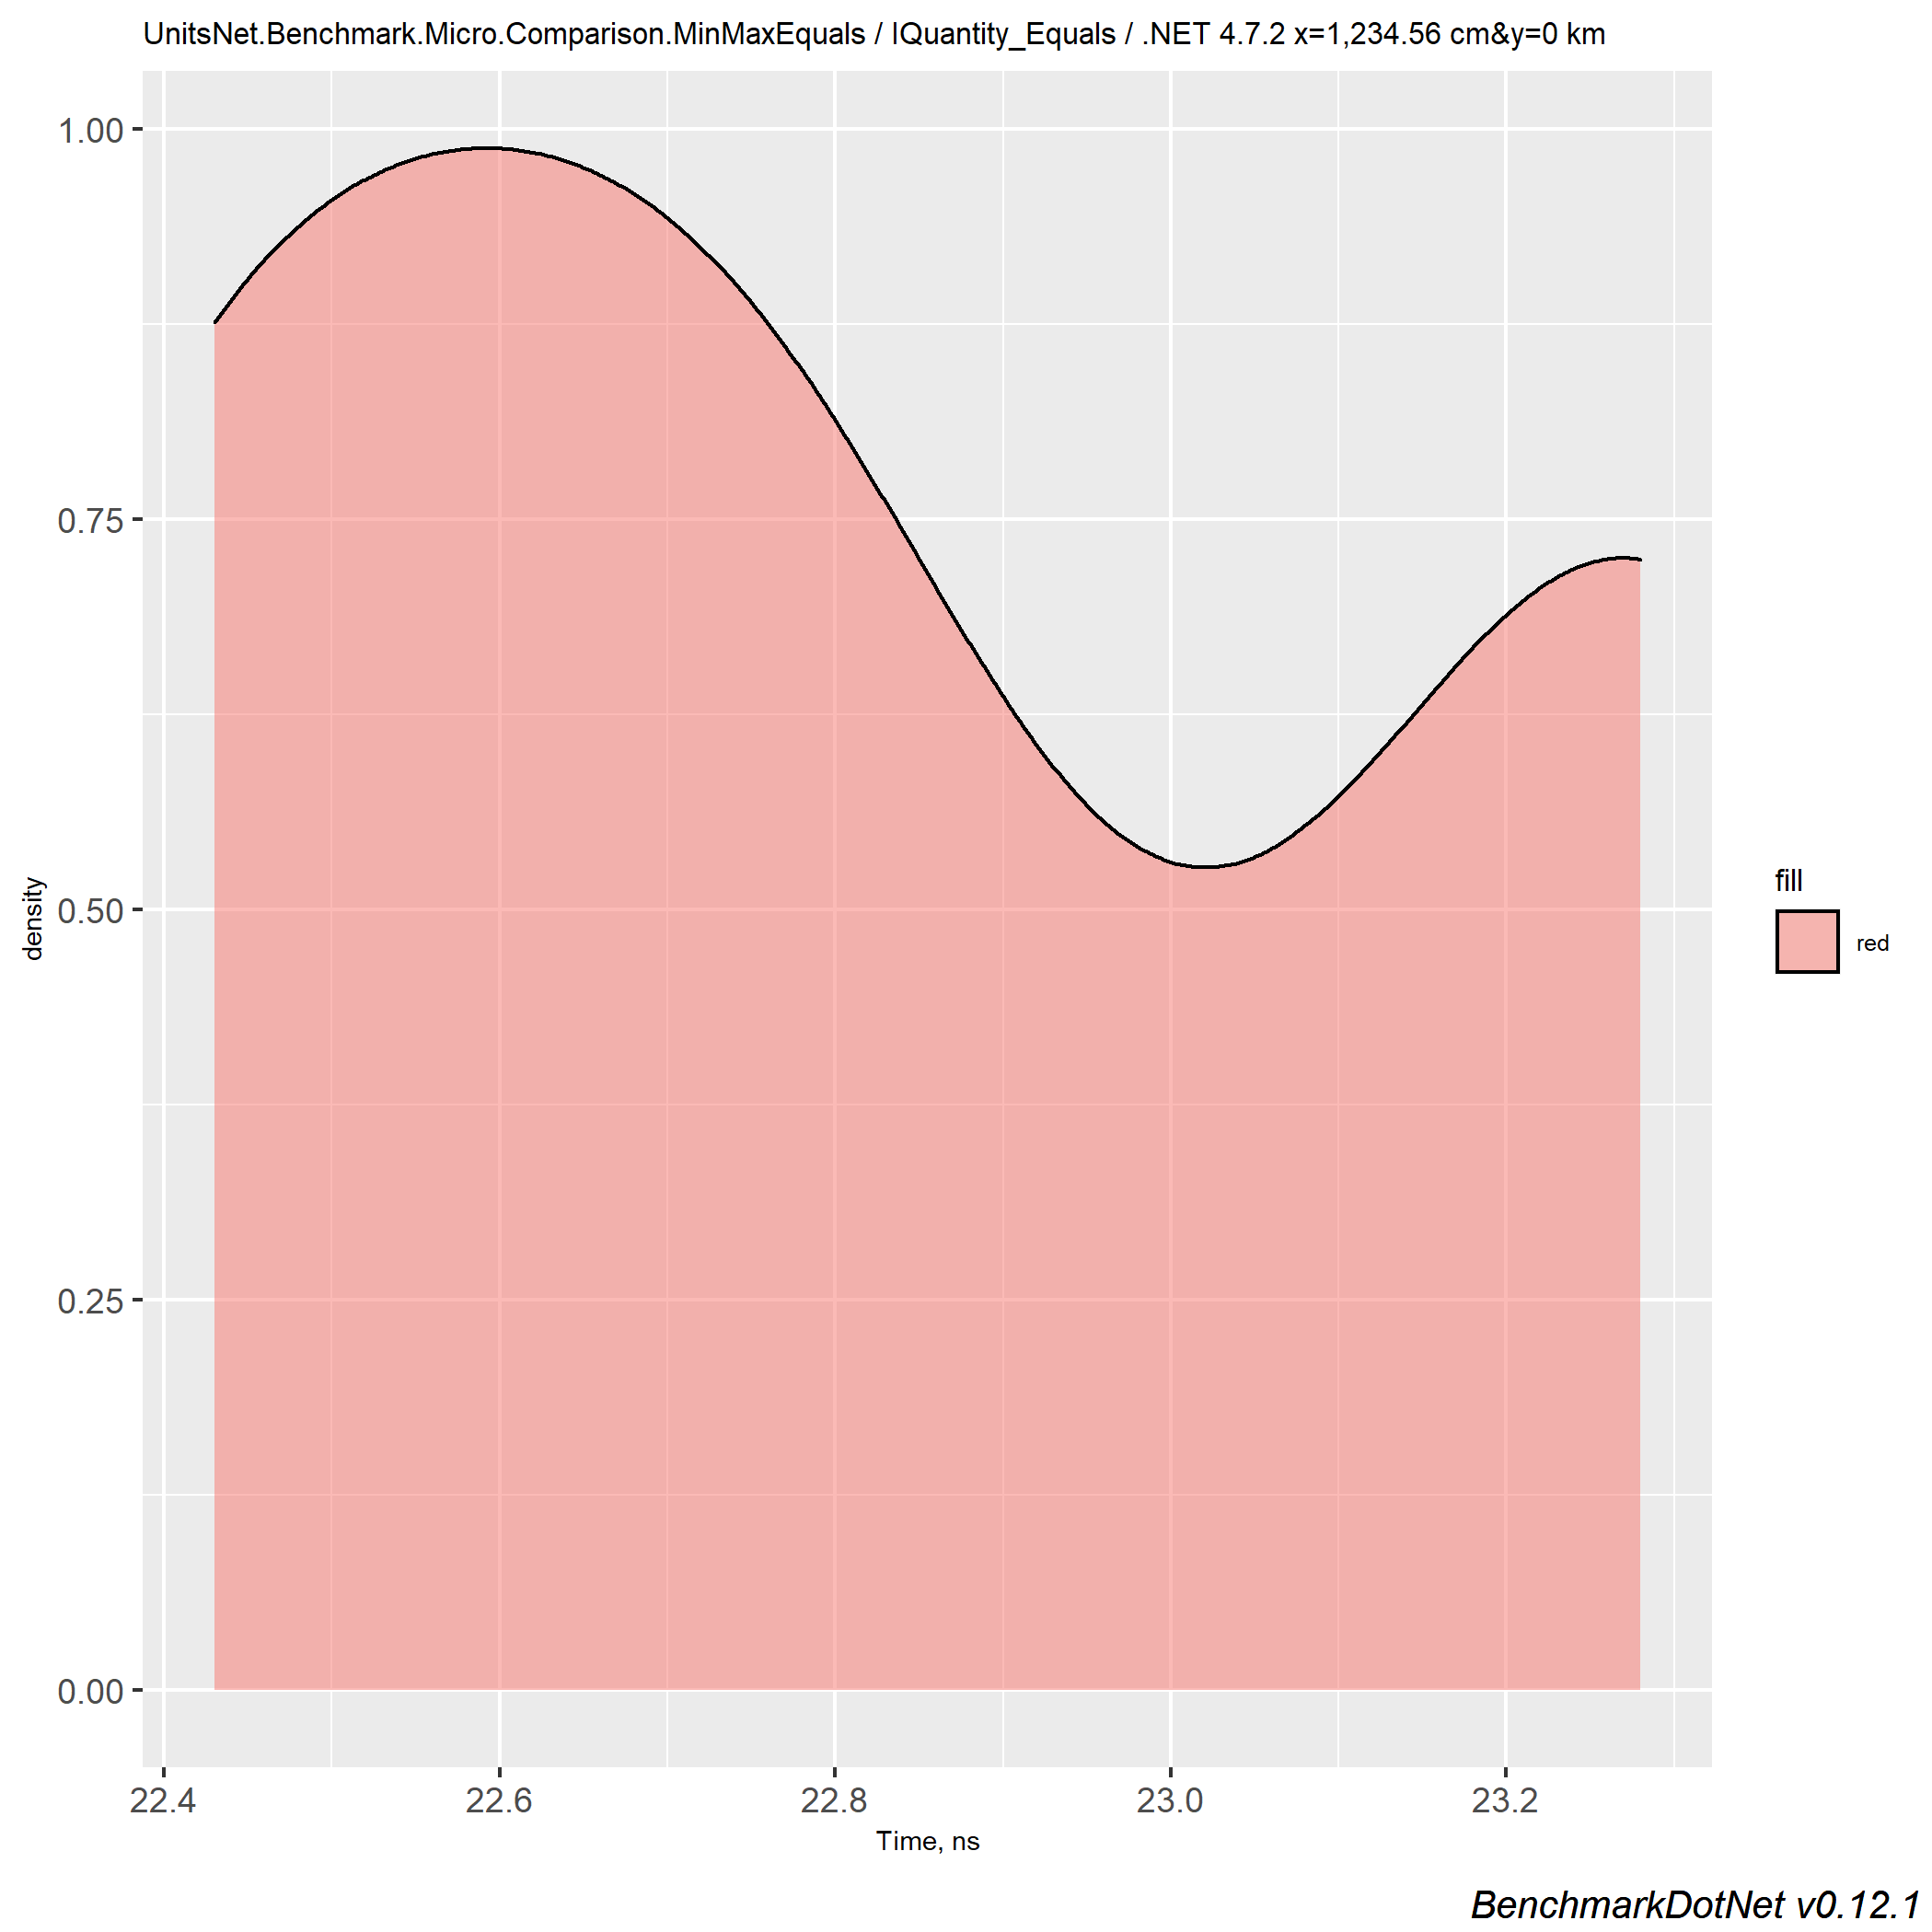 UnitsNet.Benchmark.Micro.Comparison.MinMaxEquals / IQuantity_Equals / .NET 4.7.2 x=1,234.56 cm&y=0 km
1.00
0.75
0.50
0.25
0.00
density
22.4 22.6 22.8 23.0 23.2
Time, ns
fill
red
BenchmarkDotNet v0.12.1